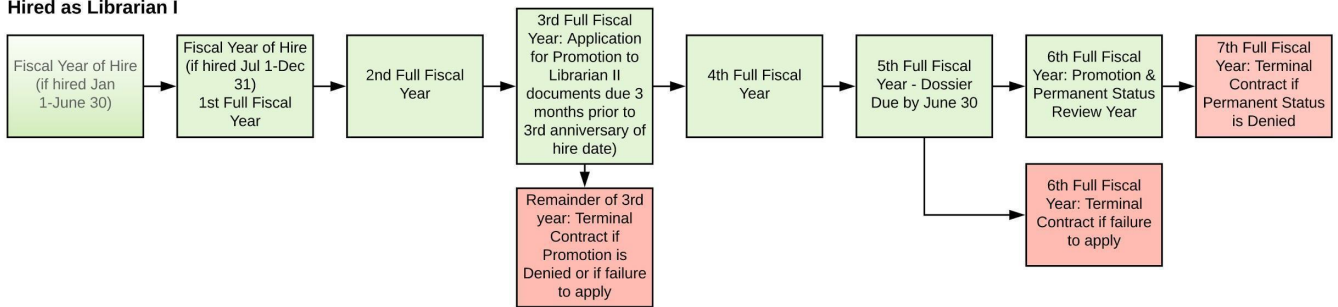 Hired as Librarian I
Fiscal Year of Hire
(if hired Jan
1-June 30)
Fiscal Year of Hire
(if hired Jul 1-Dec
31)
1st Full Fiscal
Year
2nd Full Fiscal
Year
3rd Full Fiscal
Year: Application
for Promotion to
Librarian II
documents due 3
months prior to
3rd anniversary of
hire date)
4th Full Fiscal
Year
5th Full Fiscal
Year - Dossier
Due by June 30
6th Full Fiscal
Year: Promotion &
Permanent Status
Review Year
7th Full Fiscal
Year: Terminal
Contract if
Permanent Status
is Denied
Remainder of 3rd
year: Terminal
Contract if
Promotion is
Denied or if failure
to apply
6th Full Fiscal
Year: Terminal
Contract if failure
to apply